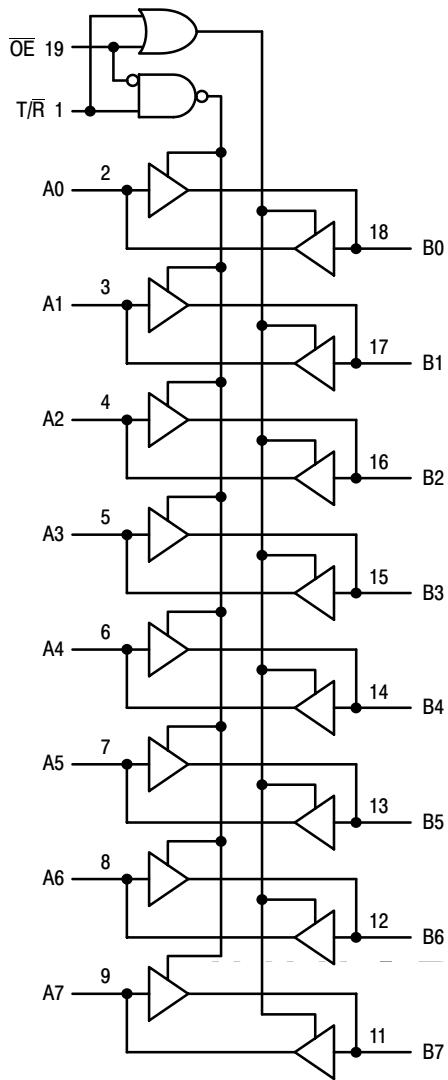 O̅E̅ 19
T/R̅ 1
A0 2
18 B0
A1 3
17 B1
A2 4
16 B2
A3 5
15 B3
A4 6
14 B4
A5 7
13 B5
A6 8
12 B6
A7 9
11 B7